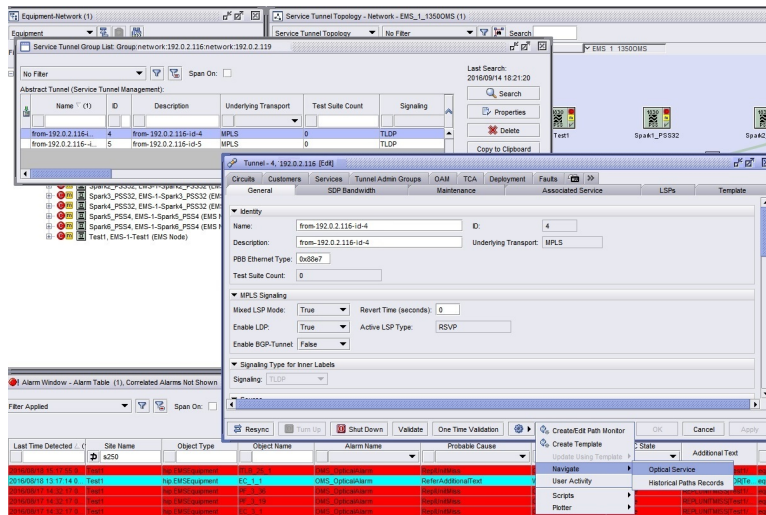 Equipment-Network (1)
Equipment
Service Tunnel Topology - Network - EMS_1_1350OMS (1)
Service Tunnel Topology
No Filter
Search
EMS_1_1350OMS
Test1
Spark1_PSS32
Service Tunnel Group List: Group:network:192.0.2.116:network:192.0.2.119
No Filter
Span On:
Last Search:
2016/09/14 18:21:20
Search
Properties
Delete
Copy to Clipboard
Abstract Tunnel (Service Tunnel Management):
Name (1) ID Description Underlying Transport Test Suite Count Signaling
from-192.0.2.116-i... 4 from-192.0.2.116-id-4 MPLS 0 TLDP
from-192.0.2.116--i... 5 from-192.0.2.116-id-5 MPLS 0 TLDP
Spark3_PSS32, EMS-1-Spark3_PSS32
Spark4_PSS32, EMS-1-Spark4_PSS32
Spark5_PSS4, EMS-1-Spark5_PSS4
Spark6_PSS4, EMS-1-Spark6_PSS4
Test1, EMS-1-Test1 (EMS Node)
Tunnel - 4, 192.0.2.116 [Edit]
Circuits Customers Services Tunnel Admin Groups OAM TCA Deployment Faults
General SDP Bandwidth Maintenance Associated Service LSPs Template
Identity
Name: from-192.0.2.116-id-4 ID: 4
Description: from-192.0.2.116-id-4 Underlying Transport: MPLS
PBB Ethernet Type: 0x88e7
Test Suite Count: 0
MPLS Signaling
Mixed LSP Mode: True Revert Time (seconds): 0
Enable LDP: True Active LSP Type: RSVP
Enable BGP-Tunnel: False
Signaling Type for Inner Labels
Signaling: TLDP
Resync Turn Up Shut Down Validate One Time Validation OK Cancel Apply
Create/Edit Path Monitor
Create Template
Update Using Template
Navigate
User Activity
Scripts
Plotter
Optical Service
Historical Paths Records
Alarm Window - Alarm Table (1), Correlated Alarms Not Shown
Filter Applied
Span On:
Last Time Detected Site Name Object Type Object Name Alarm Name Probable Cause State Additional Text
s250
Test1 EMSEquipment OMS_OpticalAlarm ReplUnitMiss
2016/08/18 13:17:14.0... Test1 hip.EMSEquipment EC_1_1 OMS_OpticalAlarm ReferAdditionalText